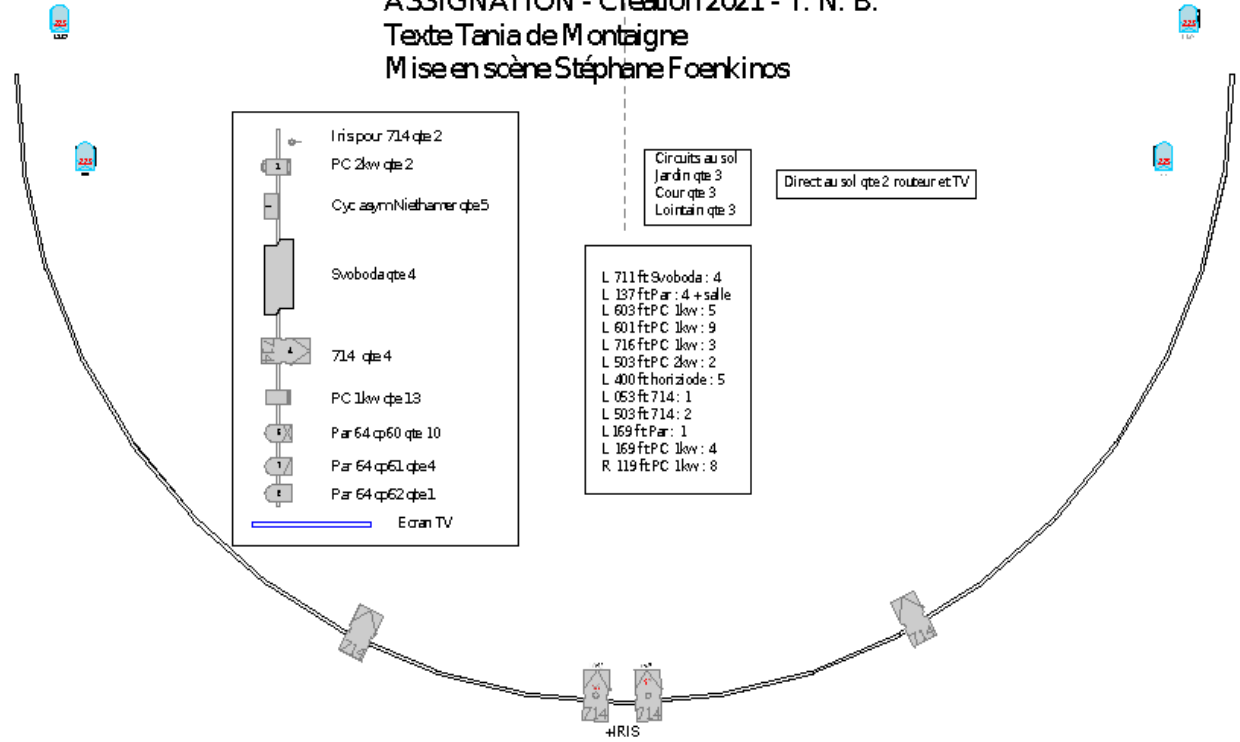 ASSIGNATION - Création 2021 - T. N. B.
Texte Tania de Montaigne
Mise en scène Stéphane Foenkinos
225
225
225
225
Iris pour 714 qte 2
PC 2kw qte 2
Cyc asym Niethamer qte 5
Svoboda qte 4
714 qte 4
PC 1kw qte 13
Par 64 cp60 qte 10
Par 64 cp61 qte 4
Par 64 cp62 qte 1
Ecran TV
Circuits au sol
Jardin qte 3
Cour qte 3
Lointain qte 3
Direct au sol qte 2 routeur et TV
L 711 ft Svoboda : 4
L 137 ft Par : 4 + salle
L 603 ft PC 1kw : 5
L 601 ft PC 1kw : 9
L 716 ft PC 1kw : 3
L 503 ft PC 2kw : 2
L 400 ft horiziode : 5
L 053 ft 714 : 1
L 503 ft 714 : 2
L 169 ft Par : 1
L 169 ft PC 1kw : 4
R 119 ft PC 1kw : 8
714
714
714
714
+IRIS